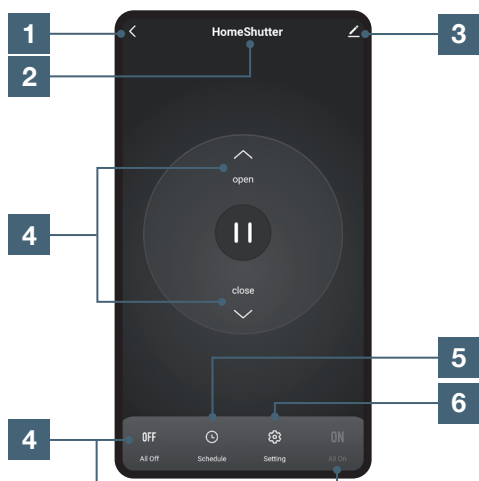 1
HomeShutter
3
2
open
4
close
5
6
4
OFF
ON
All Off
Schedule
Setting
All On